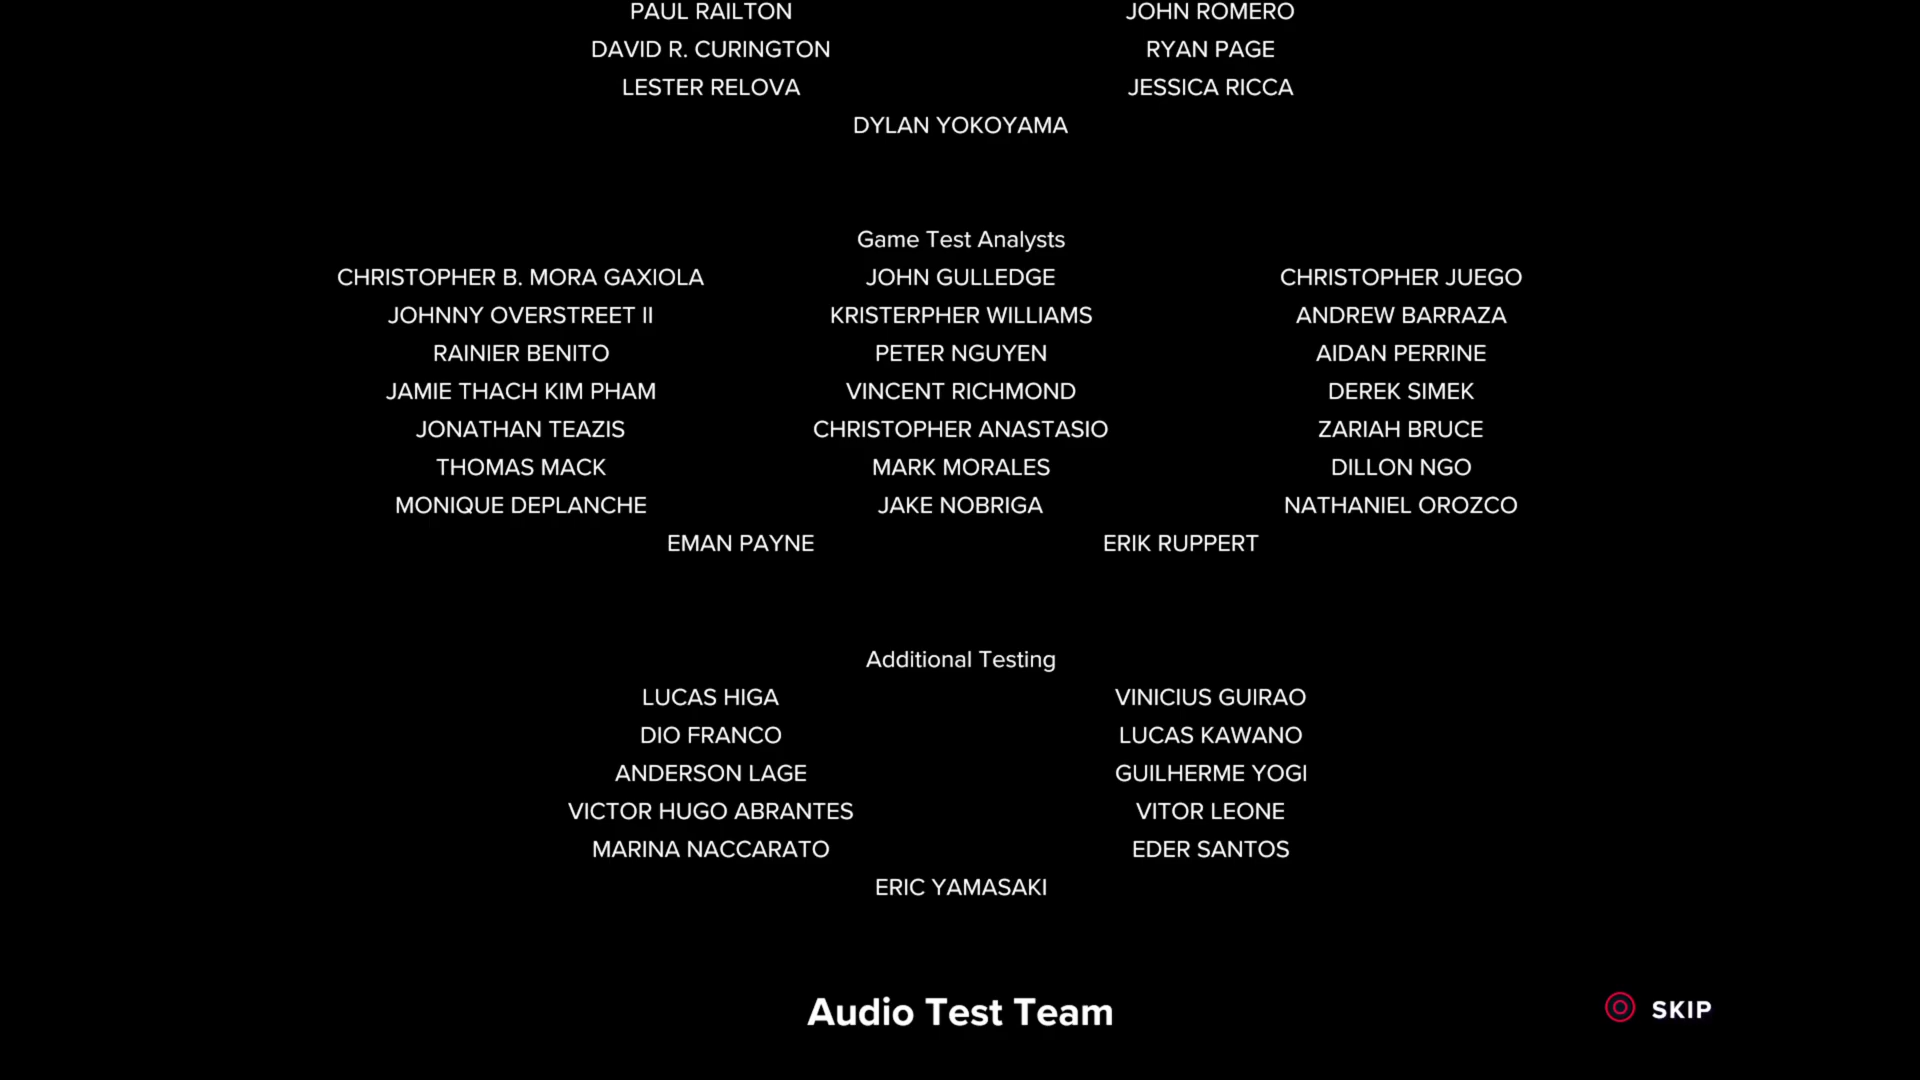 PAUL RAILTON JOHN ROMERO
DAVID R. CURINGTON RYAN PAGE
LESTER RELOVA JESSICA RICCA
DYLAN YOKOYAMA
Game Test Analysts
CHRISTOPHER B. MORA GAXIOLA JOHN GULLEDGE CHRISTOPHER JUEGO
JOHNNY OVERSTREET II KRISTERPHER WILLIAMS ANDREW BARRAZA
RAINIER BENITO PETER NGUYEN AIDAN PERRINE
JAMIE THACH KIM PHAM VINCENT RICHMOND DEREK SIMEK
JONATHAN TEAZIS CHRISTOPHER ANASTASIO ZARIAH BRUCE
THOMAS MACK MARK MORALES DILLON NGO
MONIQUE DEPLANCHE JAKE NOBRIGA NATHANIEL OROZCO
EMAN PAYNE ERIK RUPPERT
Additional Testing
LUCAS HIGA VINICIUS GUIRAO
DIO FRANCO LUCAS KAWANO
ANDERSON LAGE GUILHERME YOGI
VICTOR HUGO ABRANTES VITOR LEONE
MARINA NACCARATO EDER SANTOS
ERIC YAMASAKI
Audio Test Team
SKIP